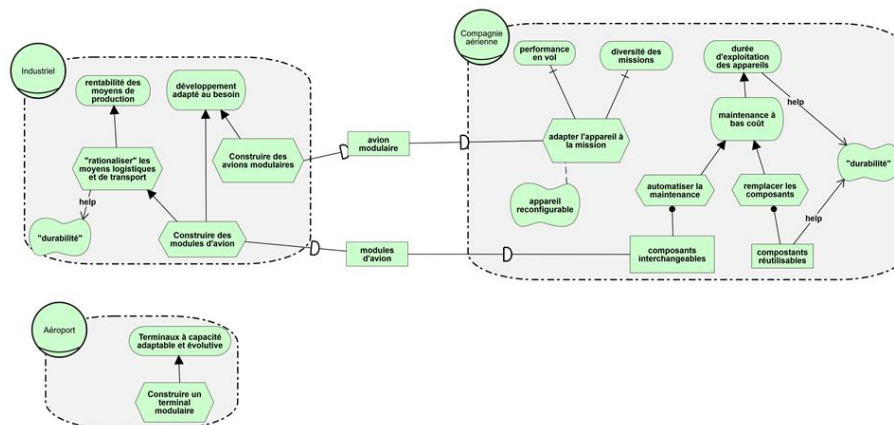 Industriel
rentabilité des
moyens de
production
développement
adapté au besoin
"rationaliser" les
moyens logistiques
et de transport
Construire des
avions modulaires
help
"durabilité"
Construire des
modules d'avion
avion
modulaire
modules
d'avion
Compagnie
aérienne
performance
en vol
diversité des
missions
durée
d'exploitation
des appareils
help
adapter l'appareil à
la mission
maintenance à
bas coût
"durabilité"
appareil
reconfigurable
automatiser la
maintenance
remplacer les
composants
help
composants
interchangeables
compostants
réutilisables
Aéroport
Terminaux à capacité
adaptable et évolutive
Construire un
terminal
modulaire